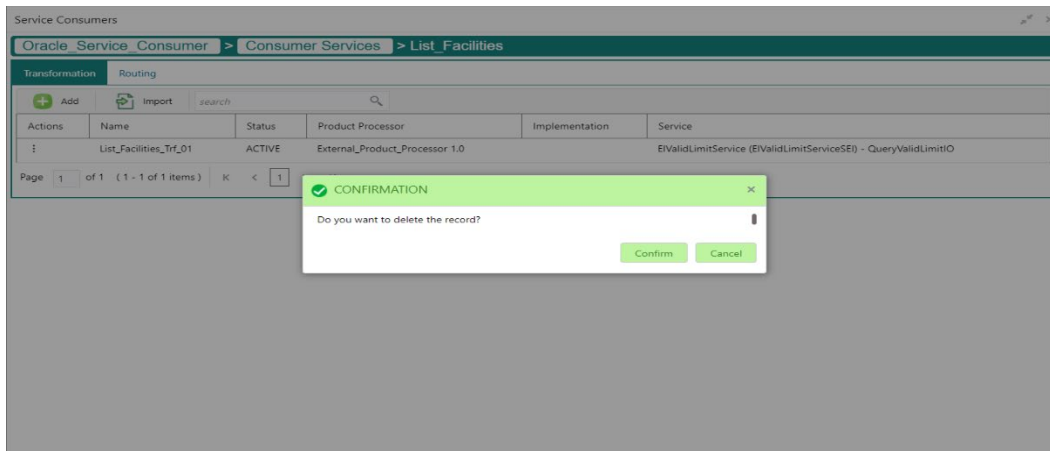 Service Consumers
Oracle_Service_Consumer > Consumer Services > List_Facilities
Transformation Routing
Add Import search
Actions Name Status Product Processor Implementation Service
List_Facilities_Trf_01 ACTIVE External_Product_Processor 1.0 EIValidLimitService (EIValidLimitServiceSEI) - QueryValidLimitIO
Page 1 of 1 (1 - 1 of 1 items) K < 1
CONFIRMATION ×
Do you want to delete the record?
Confirm Cancel